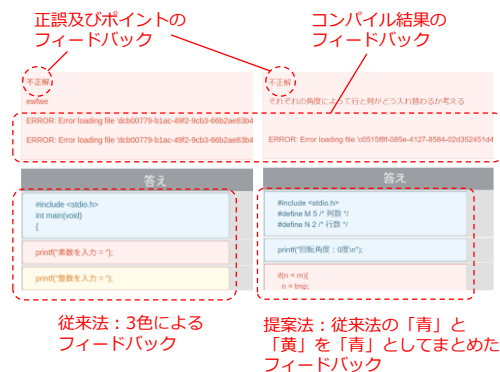 正誤及びポイントの
フィードバック
コンパイル結果の
フィードバック
不正解
ewfwe
ERROR: Error loading file 'dcb00779-b1ac-49f2-9cb3-66b2ae63b4
ERROR: Error loading file 'dcb00779-b1ac-49f2-9cb3-66b2ae63b4
不正解
それぞれの角度によって行と列がどう入れ替わるか考える
ERROR: Error loading file 'c0515f8f-085e-4127-8584-02d352451d4
答え
#include <stdio.h>
int main(void)
{
printf("素数を入力 = ");
printf("整数を入力 = ");
答え
#include <stdio.h>
#define M 5 /* 列数 */
#define N 2 /* 行数 */
printf("回転角度：0度\n");
if(n < m){
n = tmp;
従来法：3色による
フィードバック
提案法：従来法の「青」と
「黄」を「青」としてまとめた
フィードバック